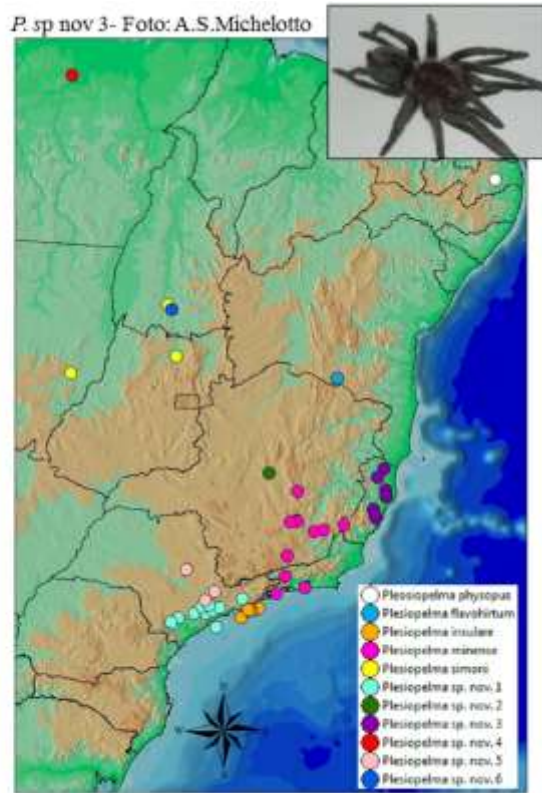 P. sp nov 3- Foto: A.S.Michelotto
Plesiopelma physopus
Plesiopelma flavohirtum
Plesiopelma insulare
Plesiopelma minense
Plesiopelma simoni
Plesiopelma sp. nov. 1
Plesiopelma sp. nov. 2
Plesiopelma sp. nov. 3
Plesiopelma sp. nov. 4
Plesiopelma sp. nov. 5
Plesiopelma sp. nov. 6